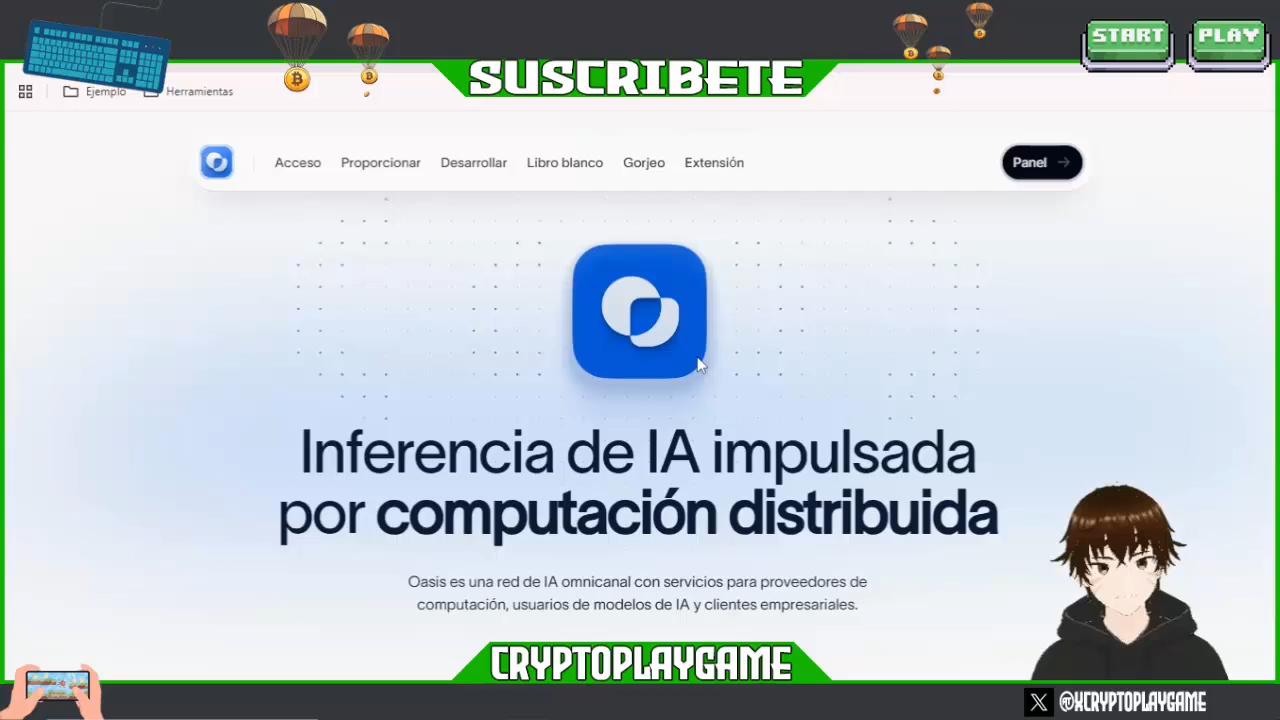 START
PLAY
SUSCRIBETE
Ejemplo
Herramientas
Acceso
Proporcionar
Desarrollar
Libro blanco
Gorjeo
Extensión
Panel →
Inferencia de IA impulsada
por computación distribuida
Oasis es una red de IA omnicanal con servicios para proveedores de
computación, usuarios de modelos de IA y clientes empresariales.
CRYPTOPLAYGAME
X @XCRYPTOPLAYGAME